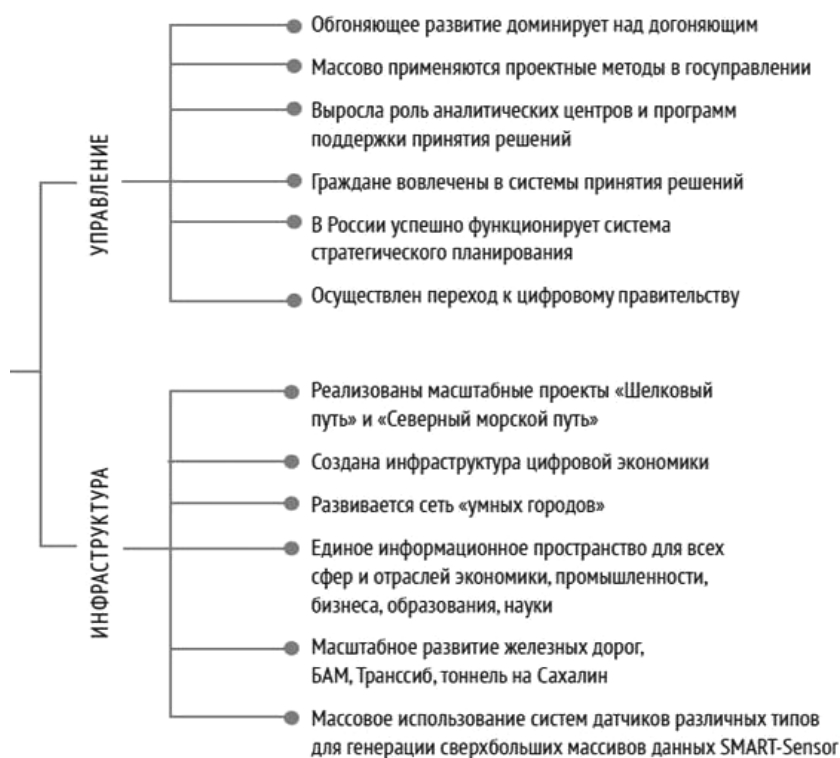 УПРАВЛЕНИЕ
Обгоняющее развитие доминирует над догоняющим
Массово применяются проектные методы в госуправлении
Выросла роль аналитических центров и программ
поддержки принятия решений
Граждане вовлечены в системы принятия решений
В России успешно функционирует система
стратегического планирования
Осуществлен переход к цифровому правительству
ИНФРАСТРУКТУРА
Реализованы масштабные проекты «Шелковый
путь» и «Северный морской путь»
Создана инфраструктура цифровой экономики
Развивается сеть «умных городов»
Единое информационное пространство для всех
сфер и отраслей экономики, промышленности,
бизнеса, образования, науки
Масштабное развитие железных дорог,
БАМ, Транссиб, тоннель на Сахалин
Массовое использование систем датчиков различных типов
для генерации сверхбольших массивов данных SMART-Sensor